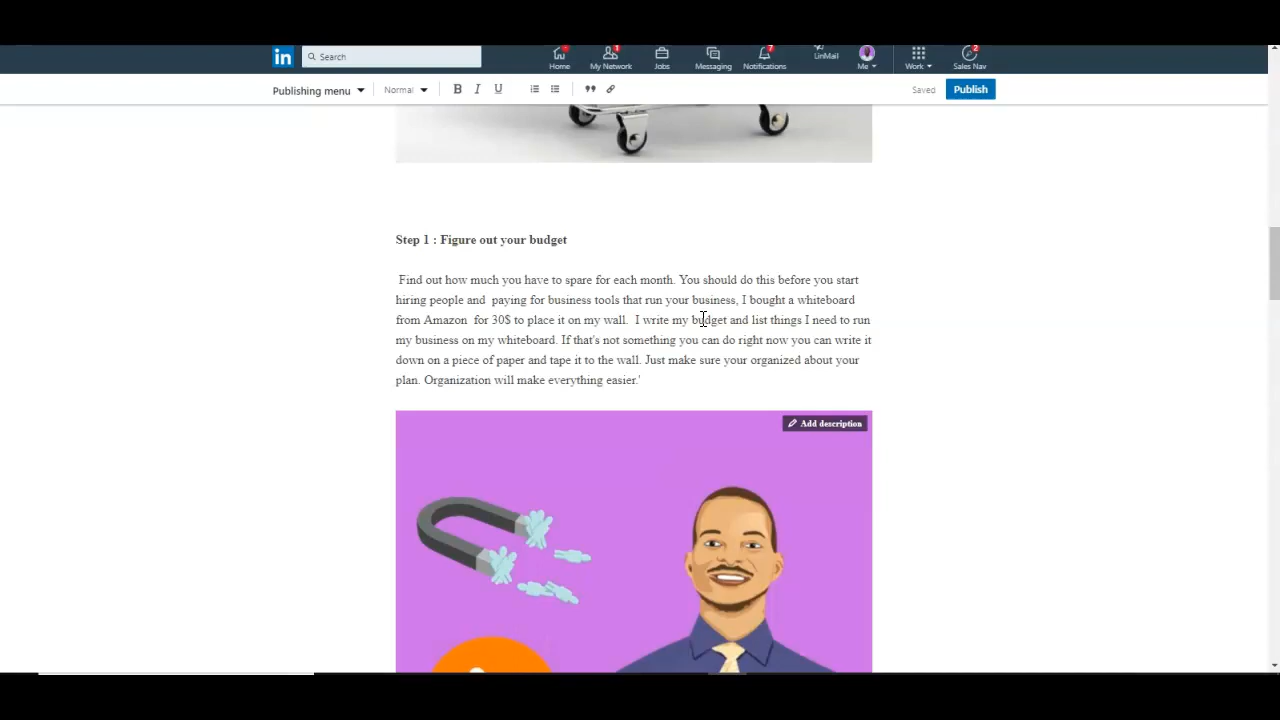 in
Search
Home
1
My Network
Jobs
Messaging
7
Notifications
LinMail
Me
Work
2
Sales Nav
Publishing menu
Normal
B I U
Saved
Publish
Step 1 : Figure out your budget
Find out how much you have to spare for each month. You should do this before you start
hiring people and paying for business tools that run your business, I bought a whiteboard
from Amazon for 30$ to place it on my wall. I write my budget and list things I need to run
my business on my whiteboard. If that's not something you can do right now you can write it
down on a piece of paper and tape it to the wall. Just make sure your organized about your
plan. Organization will make everything easier.'
Add description